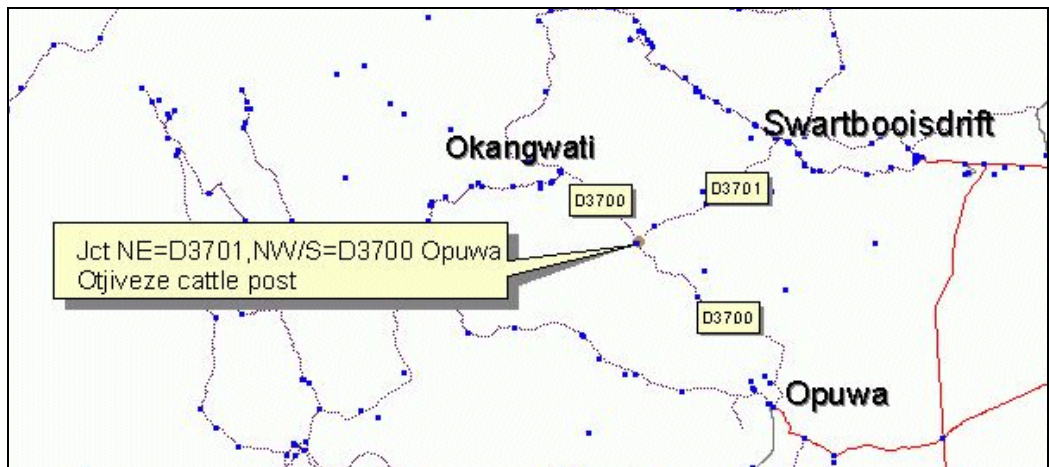 Swartbooisdrift
Okangwati
D3701
D3700
Jct NE=D3701,NW/S=D3700 Opuwa
Otjiveze cattle post
D3700
Opuwa